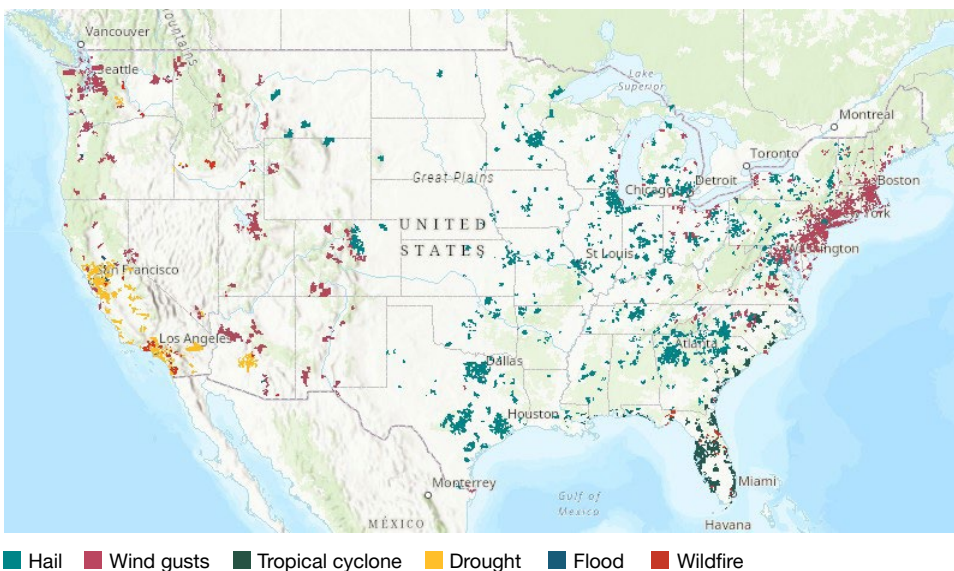 Vancouver
Mountains
Seattle
Lake
Superior
Montreal
Toronto
Great Plains
Chicago
Detroit
Boston
York
UNITED
STATES
San Francisco
St Louis
Washington
Los Angeles
Atlanta
Dallas
Houston
Monterrey
Gulf of
Mexico
Miami
MÉXICO
Havana
Hail Wind gusts Tropical cyclone Drought Flood Wildfire